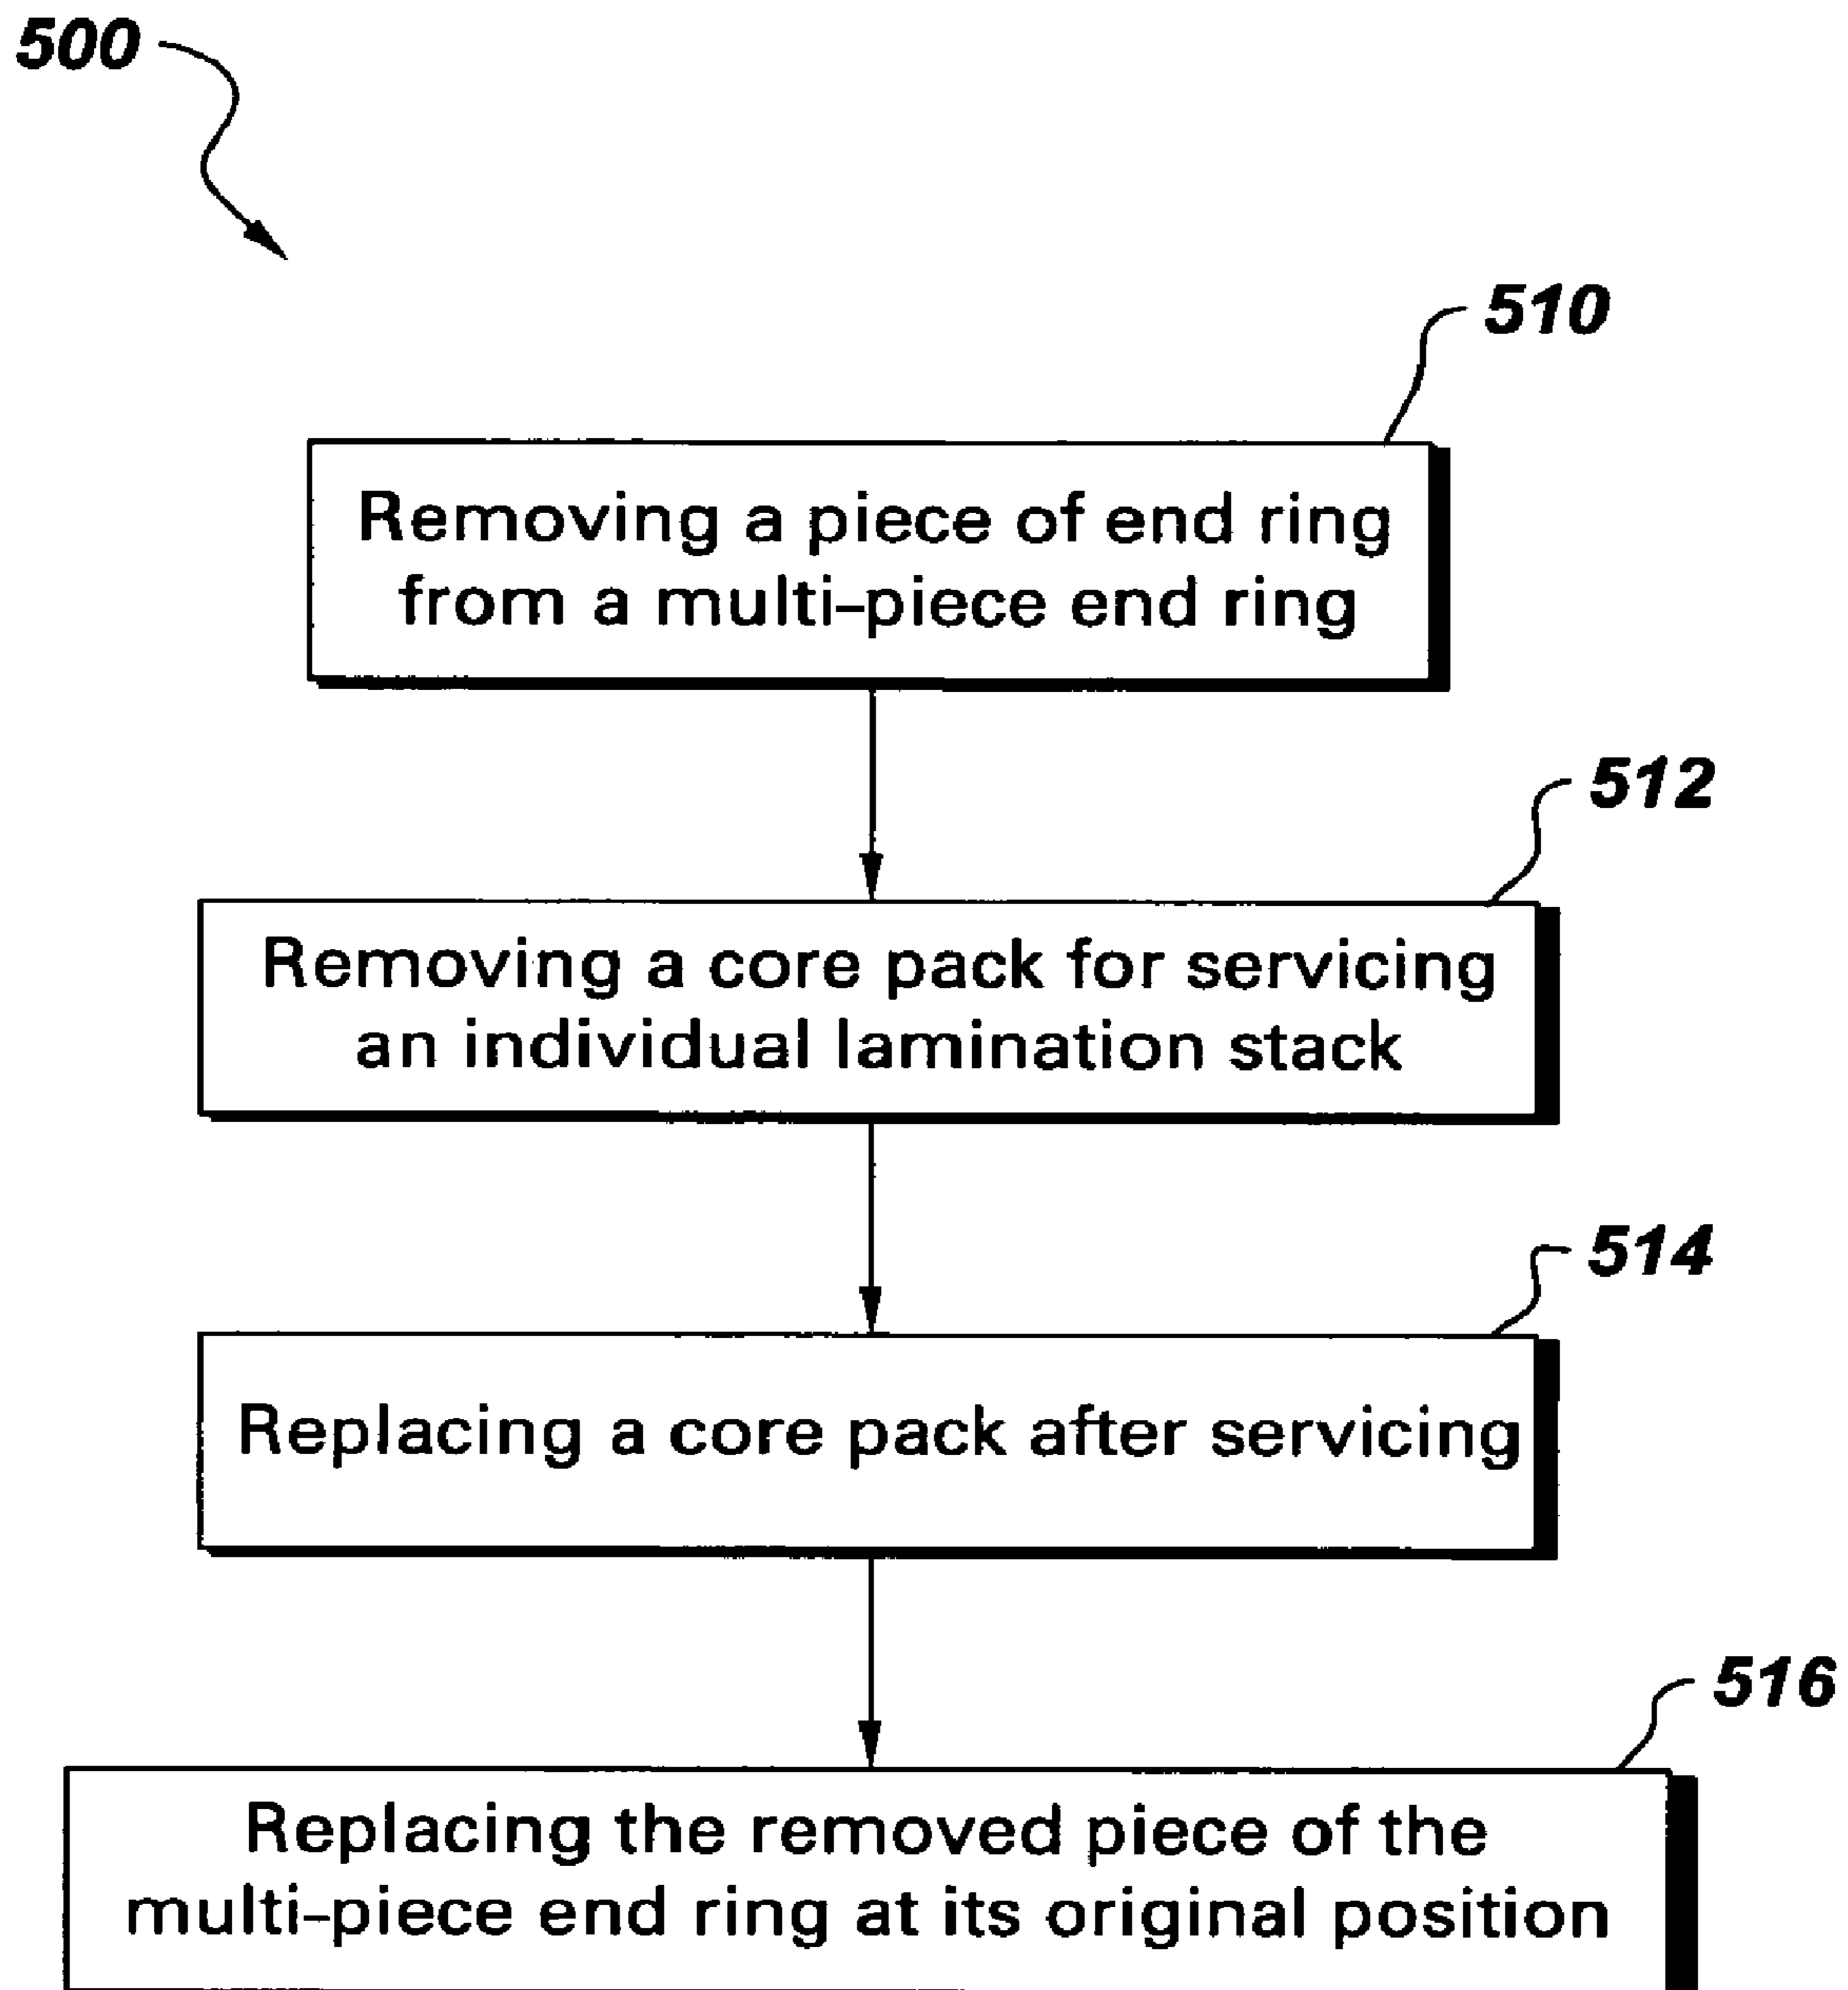 500
510
Removing a piece of end ring
from a multi-piece end ring
512
Removing a core pack for servicing
an individual lamination stack
514
Replacing a core pack after servicing
516
Replacing the removed piece of the
multi-piece end ring at its original position